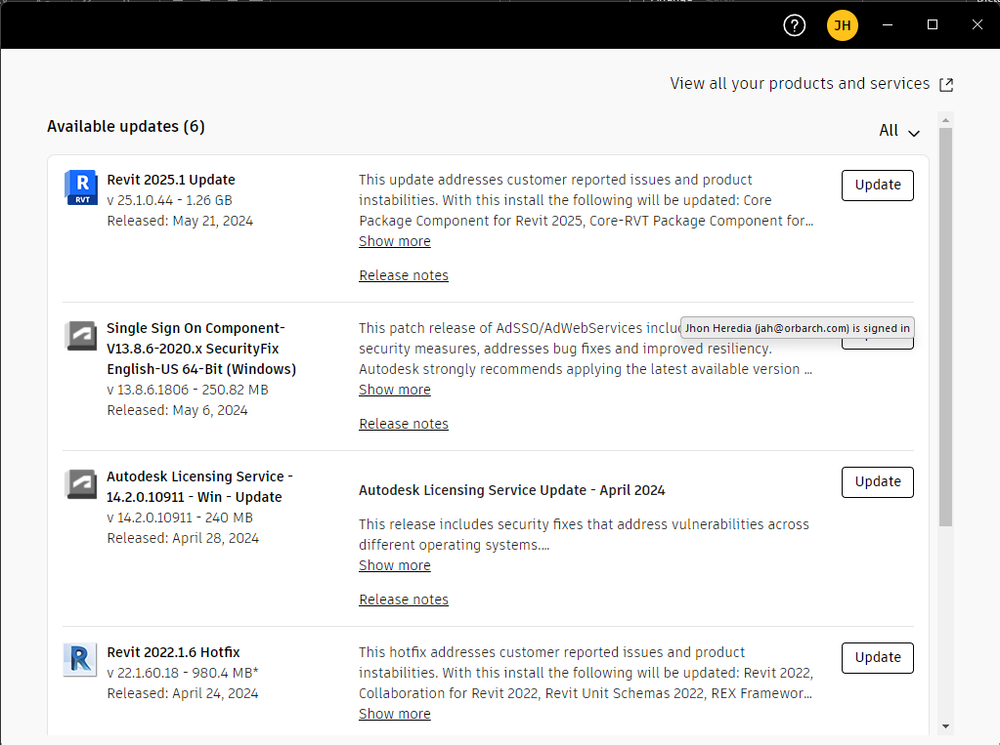 JH
View all your products and services
Available updates (6)
All
R
RVT
Revit 2025.1 Update
v 25.1.0.44 - 1.26 GB
Released: May 21, 2024
This update addresses customer reported issues and product
instabilities. With this install the following will be updated: Core
Package Component for Revit 2025, Core-RVT Package Component for...
Show more
Release notes
Update
Single Sign On Component-
V13.8.6-2020.x SecurityFix
English-US 64-Bit (Windows)
v 13.8.6.1806 - 250.82 MB
Released: May 6, 2024
This patch release of AdSSO/AdWebServices
security measures, addresses bug fixes and improved resiliency.
Autodesk strongly recommends applying the latest available version ...
Show more
Release notes
Jhon Heredia (jah@orbarch.com) is signed in
Autodesk Licensing Service -
14.2.0.10911 - Win - Update
v 14.2.0.10911 - 240 MB
Released: April 28, 2024
Autodesk Licensing Service Update - April 2024
This release includes security fixes that address vulnerabilities across
different operating systems....
Show more
Release notes
Update
R
Revit 2022.1.6 Hotfix
v 22.1.60.18 - 980.4 MB*
Released: April 24, 2024
This hotfix addresses customer reported issues and product
instabilities. With this install the following will be updated: Revit 2022,
Collaboration for Revit 2022, Revit Unit Schemas 2022, REX Framewor...
Show more
Update